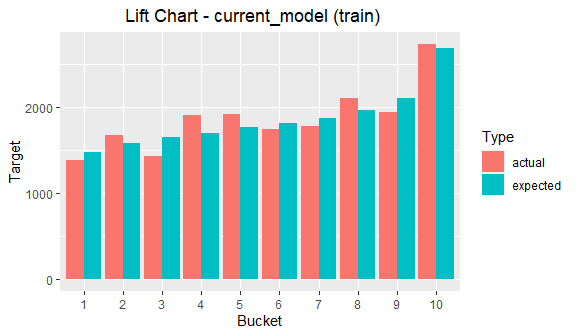 Lift Chart - current_model (train)
Target
2000
1000
0
1 2 3 4 5 6 7 8 9 10
Bucket
Type
actual
expected